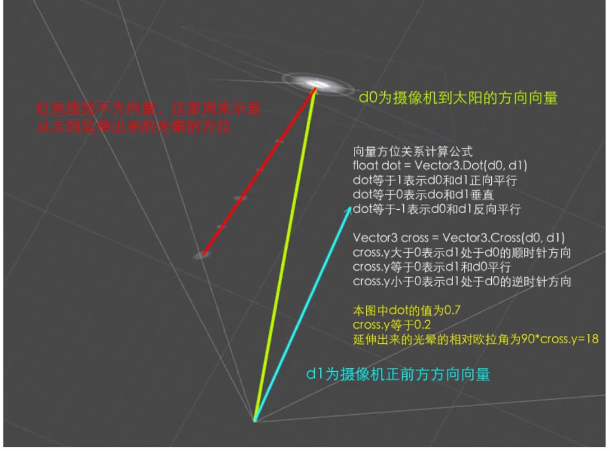 红色线段不为向量，这里用来示意
从太阳延伸出来的光晕的方位
d0为摄像机到太阳的方向向量
向量方位关系计算公式
float dot = Vector3.Dot(d0, d1)
dot等于1表示d0和d1正向平行
dot等于0表示do和d1垂直
dot等于-1表示d0和d1反向平行
Vector3 cross = Vector3.Cross(d0, d1)
cross.y大于0表示d1处于d0的顺时针方向
cross.y等于0表示d1和d0平行
cross.y小于0表示d1处于d0的逆时针方向
本图中dot的值为0.7
cross.y等于0.2
延伸出来的光晕的相对欧拉角为90*cross.y=18
d1为摄像机正前方方向向量